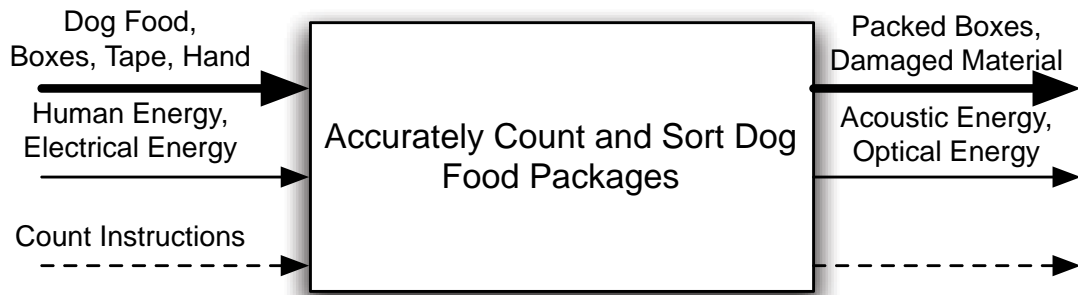 Dog Food,
Boxes, Tape, Hand
Human Energy,
Electrical Energy
Count Instructions
Accurately Count and Sort Dog
Food Packages
Packed Boxes,
Damaged Material
Acoustic Energy,
Optical Energy